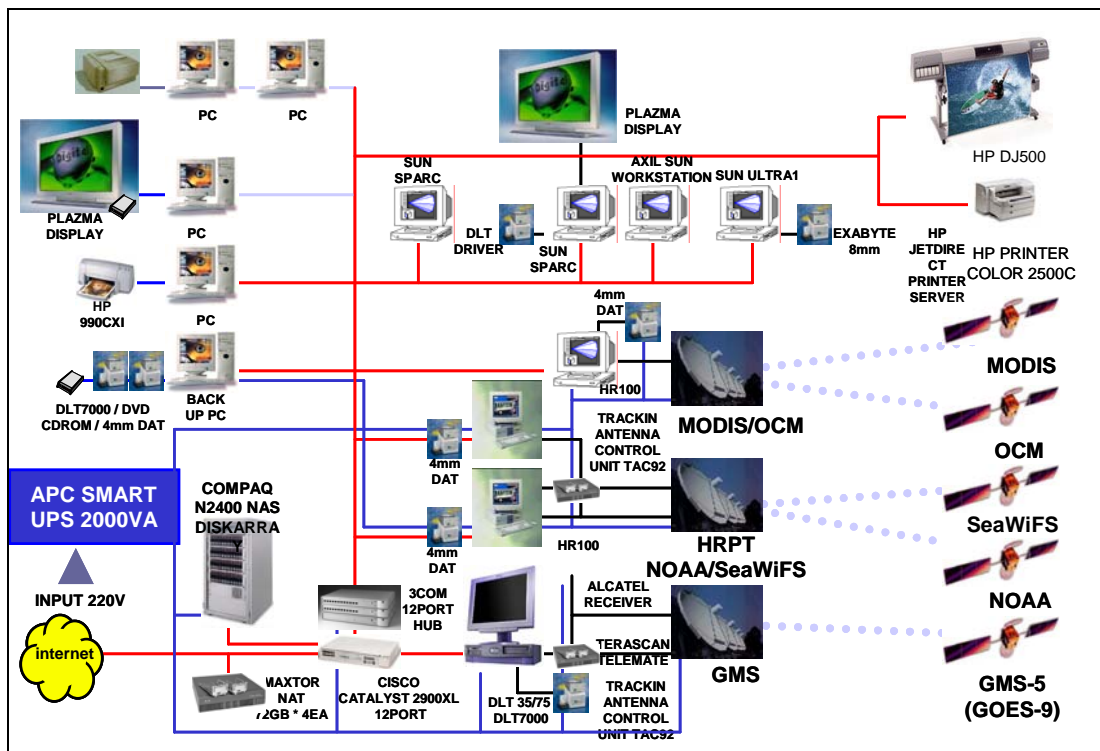 PC
PC
PLAZMA
DISPLAY
HP DJ500
SUN
SPARC
AXIL SUN
WORKSTATION
SUN ULTRA1
PLAZMA
DISPLAY
PC
DLT
DRIVER
SUN
SPARC
EXABYTE
8mm
HP
JETDIRE
CT
PRINTER
SERVER
HP PRINTER
COLOR 2500C
HP
990CXI
PC
4mm
DAT
HR100
MODIS
DLT7000 / DVD
CDROM / 4mm DAT
BACK
UP PC
TRACKIN
ANTENNA
CONTROL
UNIT TAC92
MODIS/OCM
OCM
4mm
DAT
APC SMART
UPS 2000VA
COMPAQ
N2400 NAS
DISKARRA
Y
4mm
DAT
HR100
HRPT
NOAA/SeaWiFS
SeaWiFS
INPUT 220V
3COM
12PORT
HUB
ALCATEL
RECEIVER
NOAA
internet
TERASCAN
TELEMATE
GMS
MAXTOR
NAT
72GB * 4EA
CISCO
CATALYST 2900XL
12PORT
DLT 35/75
DLT7000
TRACKIN
ANTENNA
CONTROL
UNIT TAC92
GMS-5
(GOES-9)